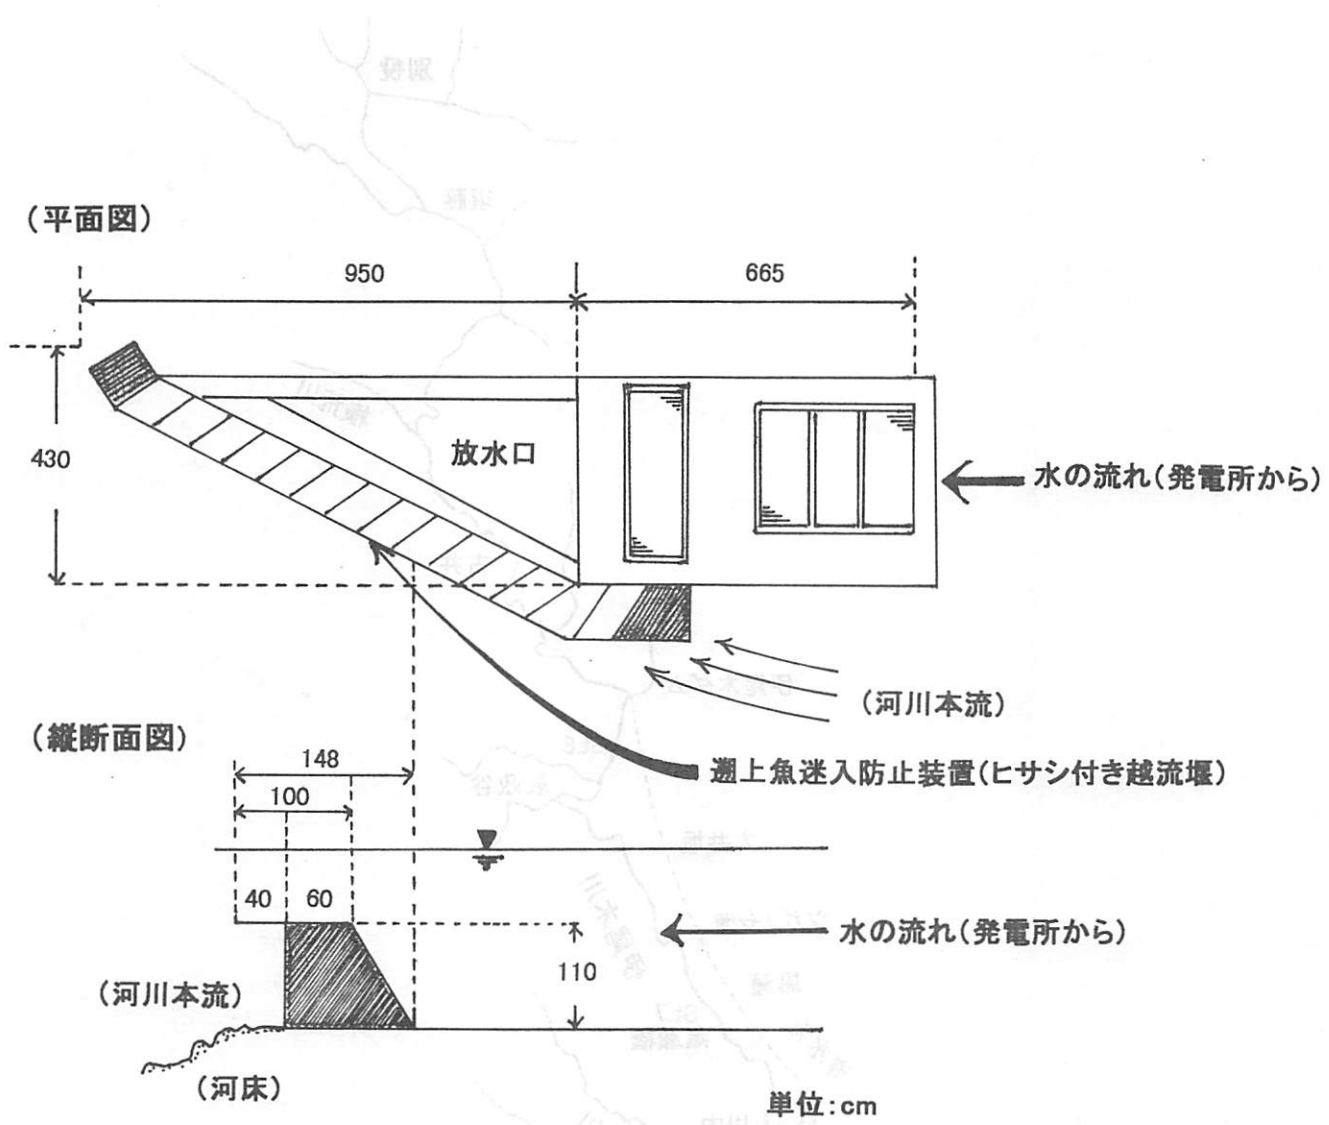 (平面図)
950
665
430
放水口
水の流れ(発電所から)
(河川本流)
(縦断面図)
148
遡上魚迷入防止装置(ヒサシ付き越流堰)
100
40
60
水の流れ(発電所から)
110
(河川本流)
(河床)
単位:cm